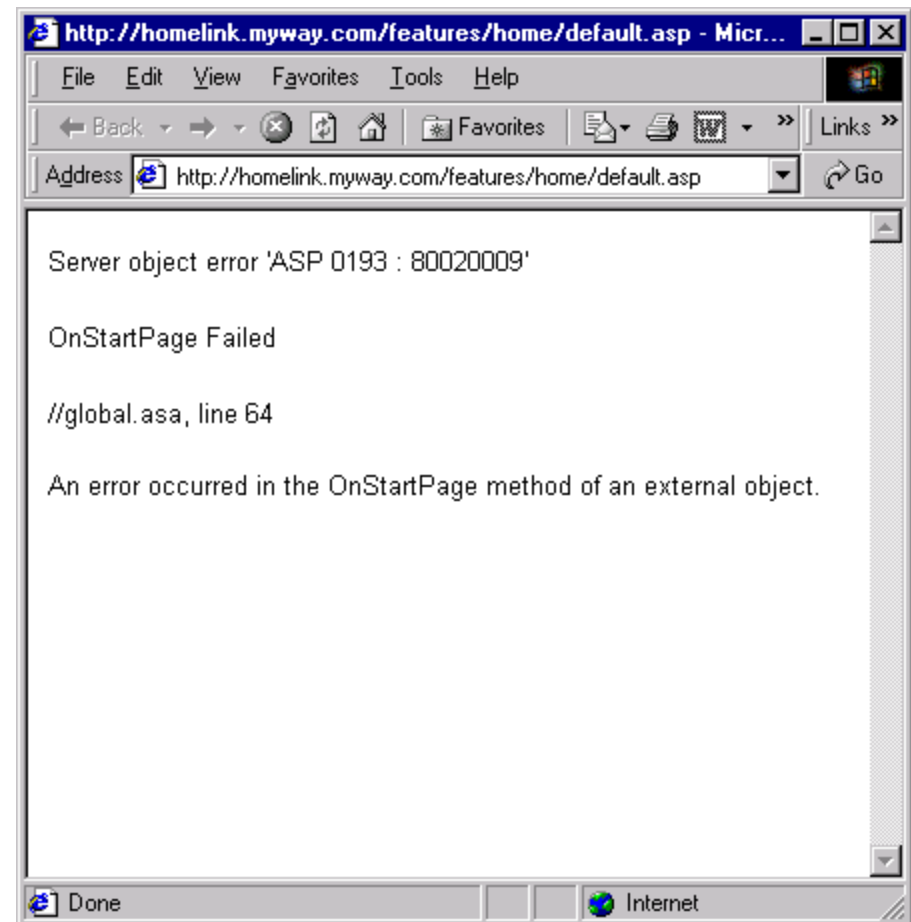 http://homelink.myway.com/features/home/default.asp - Micr...
File Edit View Favorites Tools Help
Back Favorites W » Links »
Address http://homelink.myway.com/features/home/default.asp Go
Server object error 'ASP 0193 : 80020009'
OnStartPage Failed
//global.asa, line 64
An error occurred in the OnStartPage method of an external object.
Done Internet